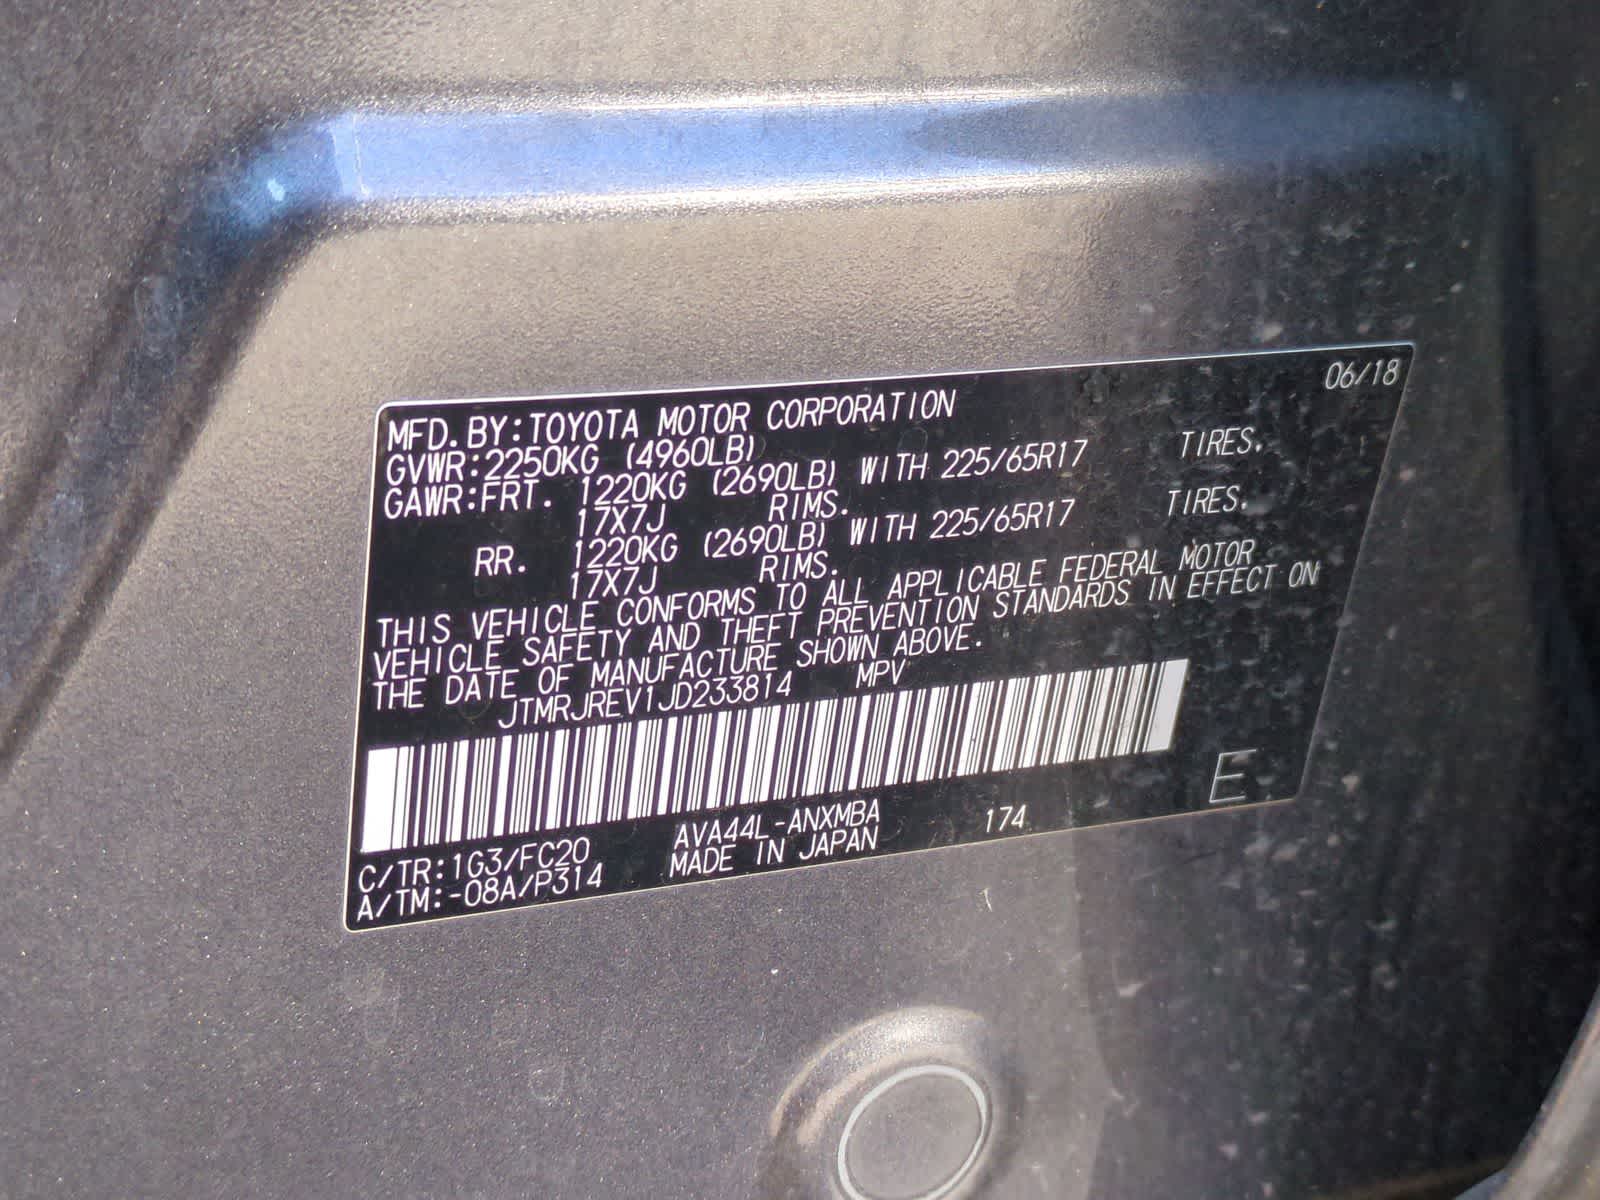 06/18
MFD.BY:TOYOTA MOTOR CORPORATION
GVWR:2250KG (4960LB)
GAWR:FRT. 1220KG (2690LB) WITH 225/65R17 TIRES.
17X7J RIMS.
RR. 1220KG (2690LB) WITH 225/65R17 TIRES.
17X7J RIMS.
THIS VEHICLE CONFORMS TO ALL APPLICABLE FEDERAL MOTOR
VEHICLE SAFETY AND THEFT PREVENTION STANDARDS IN EFFECT ON
THE DATE OF MANUFACTURE SHOWN ABOVE.
JTMRJREV1JD233814 MPV
E
C/TR:1G3/FC20 AVA44L-ANXMBA 174
A/TM:-08A/P314 MADE IN JAPAN